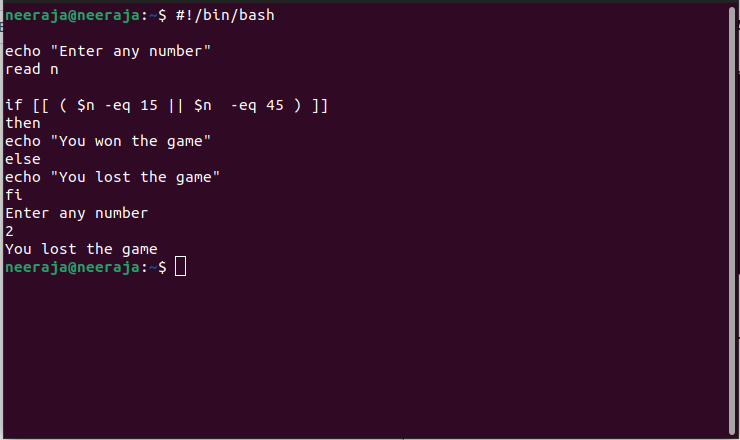 neeraja@neeraja:~$ #!/bin/bash
echo "Enter any number"
read n
if [[ ( $n -eq 15 || $n  -eq 45 ) ]]
then
echo "You won the game"
else
echo "You lost the game"
fi
Enter any number
2
You lost the game
neeraja@neeraja:~$